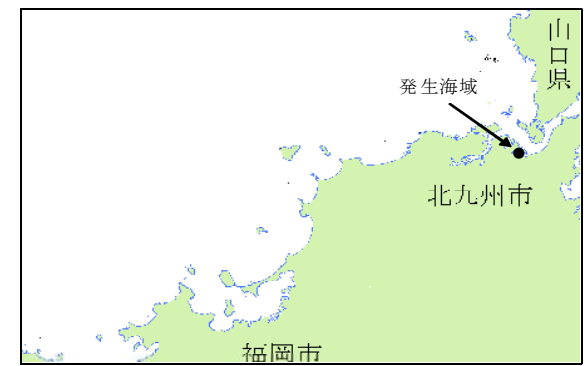 山口県
発生海域
北九州市
福岡市